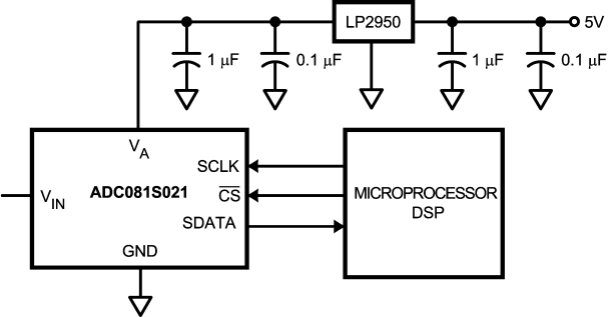 LP2950
5V
1 μF
0.1 μF
1 μF
0.1 μF
VA
SCLK
VIN
ADC081S021
C̅S̅
SDATA
GND
MICROPROCESSOR
DSP